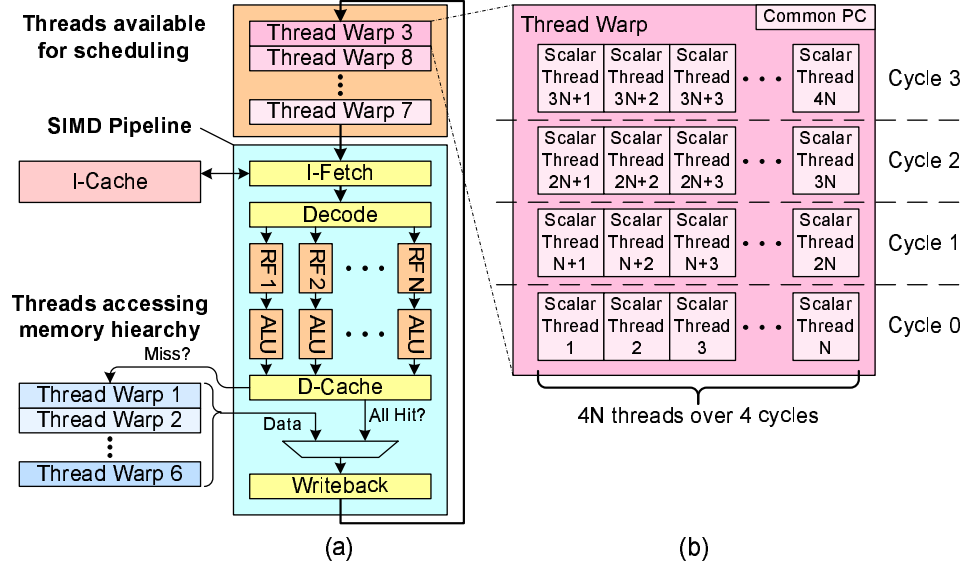 Threads available
for scheduling
Thread Warp 3
Thread Warp 8
Thread Warp 7
SIMD Pipeline
I-Cache
I-Fetch
Decode
RF 1
RF 2
RF N
ALU
ALU
ALU
Threads accessing
memory hiearchy
Miss?
D-Cache
Thread Warp 1
Thread Warp 2
Thread Warp 6
Data
All Hit?
Writeback
(a)
Thread Warp
Common PC
Scalar Thread 3N+1
Scalar Thread 3N+2
Scalar Thread 3N+3
Scalar Thread 4N
Cycle 3
Scalar Thread 2N+1
Scalar Thread 2N+2
Scalar Thread 2N+3
Scalar Thread 3N
Cycle 2
Scalar Thread N+1
Scalar Thread N+2
Scalar Thread N+3
Scalar Thread 2N
Cycle 1
Scalar Thread 1
Scalar Thread 2
Scalar Thread 3
Scalar Thread N
Cycle 0
4N threads over 4 cycles
(b)